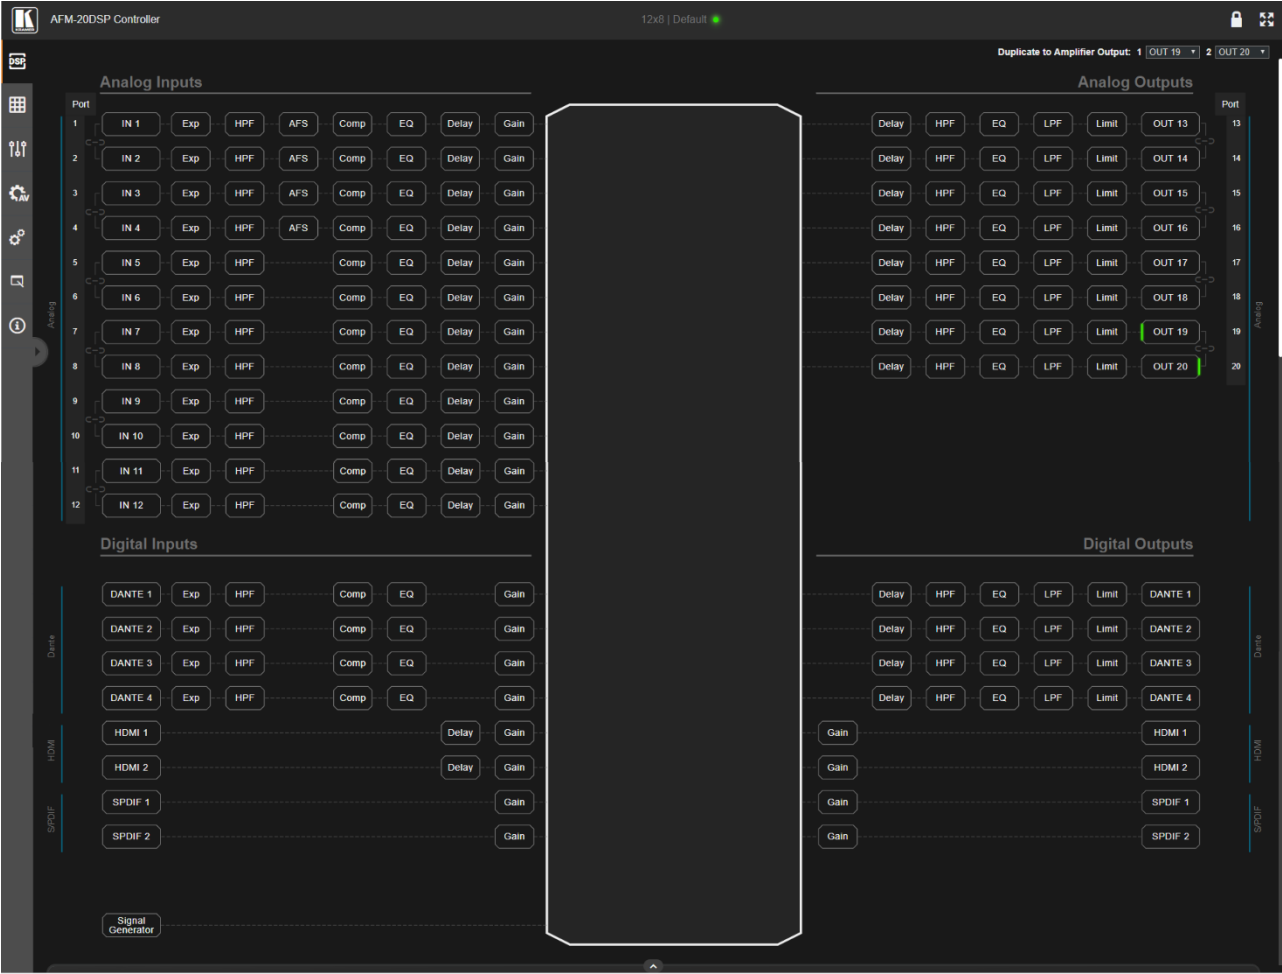 KRAMER
AFM-20DSP Controller
12x8 | Default
DSP
AV
Duplicate to Amplifier Output: 1 OUT 19 2 OUT 20
Analog Inputs
Analog Outputs
Port
Port
1 IN 1 Exp HPF AFS Comp EQ Delay Gain Delay HPF EQ LPF Limit OUT 13 13
2 IN 2 Exp HPF AFS Comp EQ Delay Gain Delay HPF EQ LPF Limit OUT 14 14
3 IN 3 Exp HPF AFS Comp EQ Delay Gain Delay HPF EQ LPF Limit OUT 15 15
4 IN 4 Exp HPF AFS Comp EQ Delay Gain Delay HPF EQ LPF Limit OUT 16 16
5 IN 5 Exp HPF Comp EQ Delay Gain Delay HPF EQ LPF Limit OUT 17 17
6 IN 6 Exp HPF Comp EQ Delay Gain Delay HPF EQ LPF Limit OUT 18 18
7 IN 7 Exp HPF Comp EQ Delay Gain Delay HPF EQ LPF Limit OUT 19 19
8 IN 8 Exp HPF Comp EQ Delay Gain Delay HPF EQ LPF Limit OUT 20 20
9 IN 9 Exp HPF Comp EQ Delay Gain
10 IN 10 Exp HPF Comp EQ Delay Gain
11 IN 11 Exp HPF Comp EQ Delay Gain
12 IN 12 Exp HPF Comp EQ Delay Gain
Analog
Analog
Digital Inputs
Digital Outputs
DANTE 1 Exp HPF Comp EQ Gain Delay HPF EQ LPF Limit DANTE 1
DANTE 2 Exp HPF Comp EQ Gain Delay HPF EQ LPF Limit DANTE 2
DANTE 3 Exp HPF Comp EQ Gain Delay HPF EQ LPF Limit DANTE 3
DANTE 4 Exp HPF Comp EQ Gain Delay HPF EQ LPF Limit DANTE 4
Dante
Dante
HDMI 1 Delay Gain Gain HDMI 1
HDMI 2 Delay Gain Gain HDMI 2
HDMI
HDMI
SPDIF 1 Gain Gain SPDIF 1
SPDIF 2 Gain Gain SPDIF 2
S/PDIF
S/PDIF
Signal
Generator